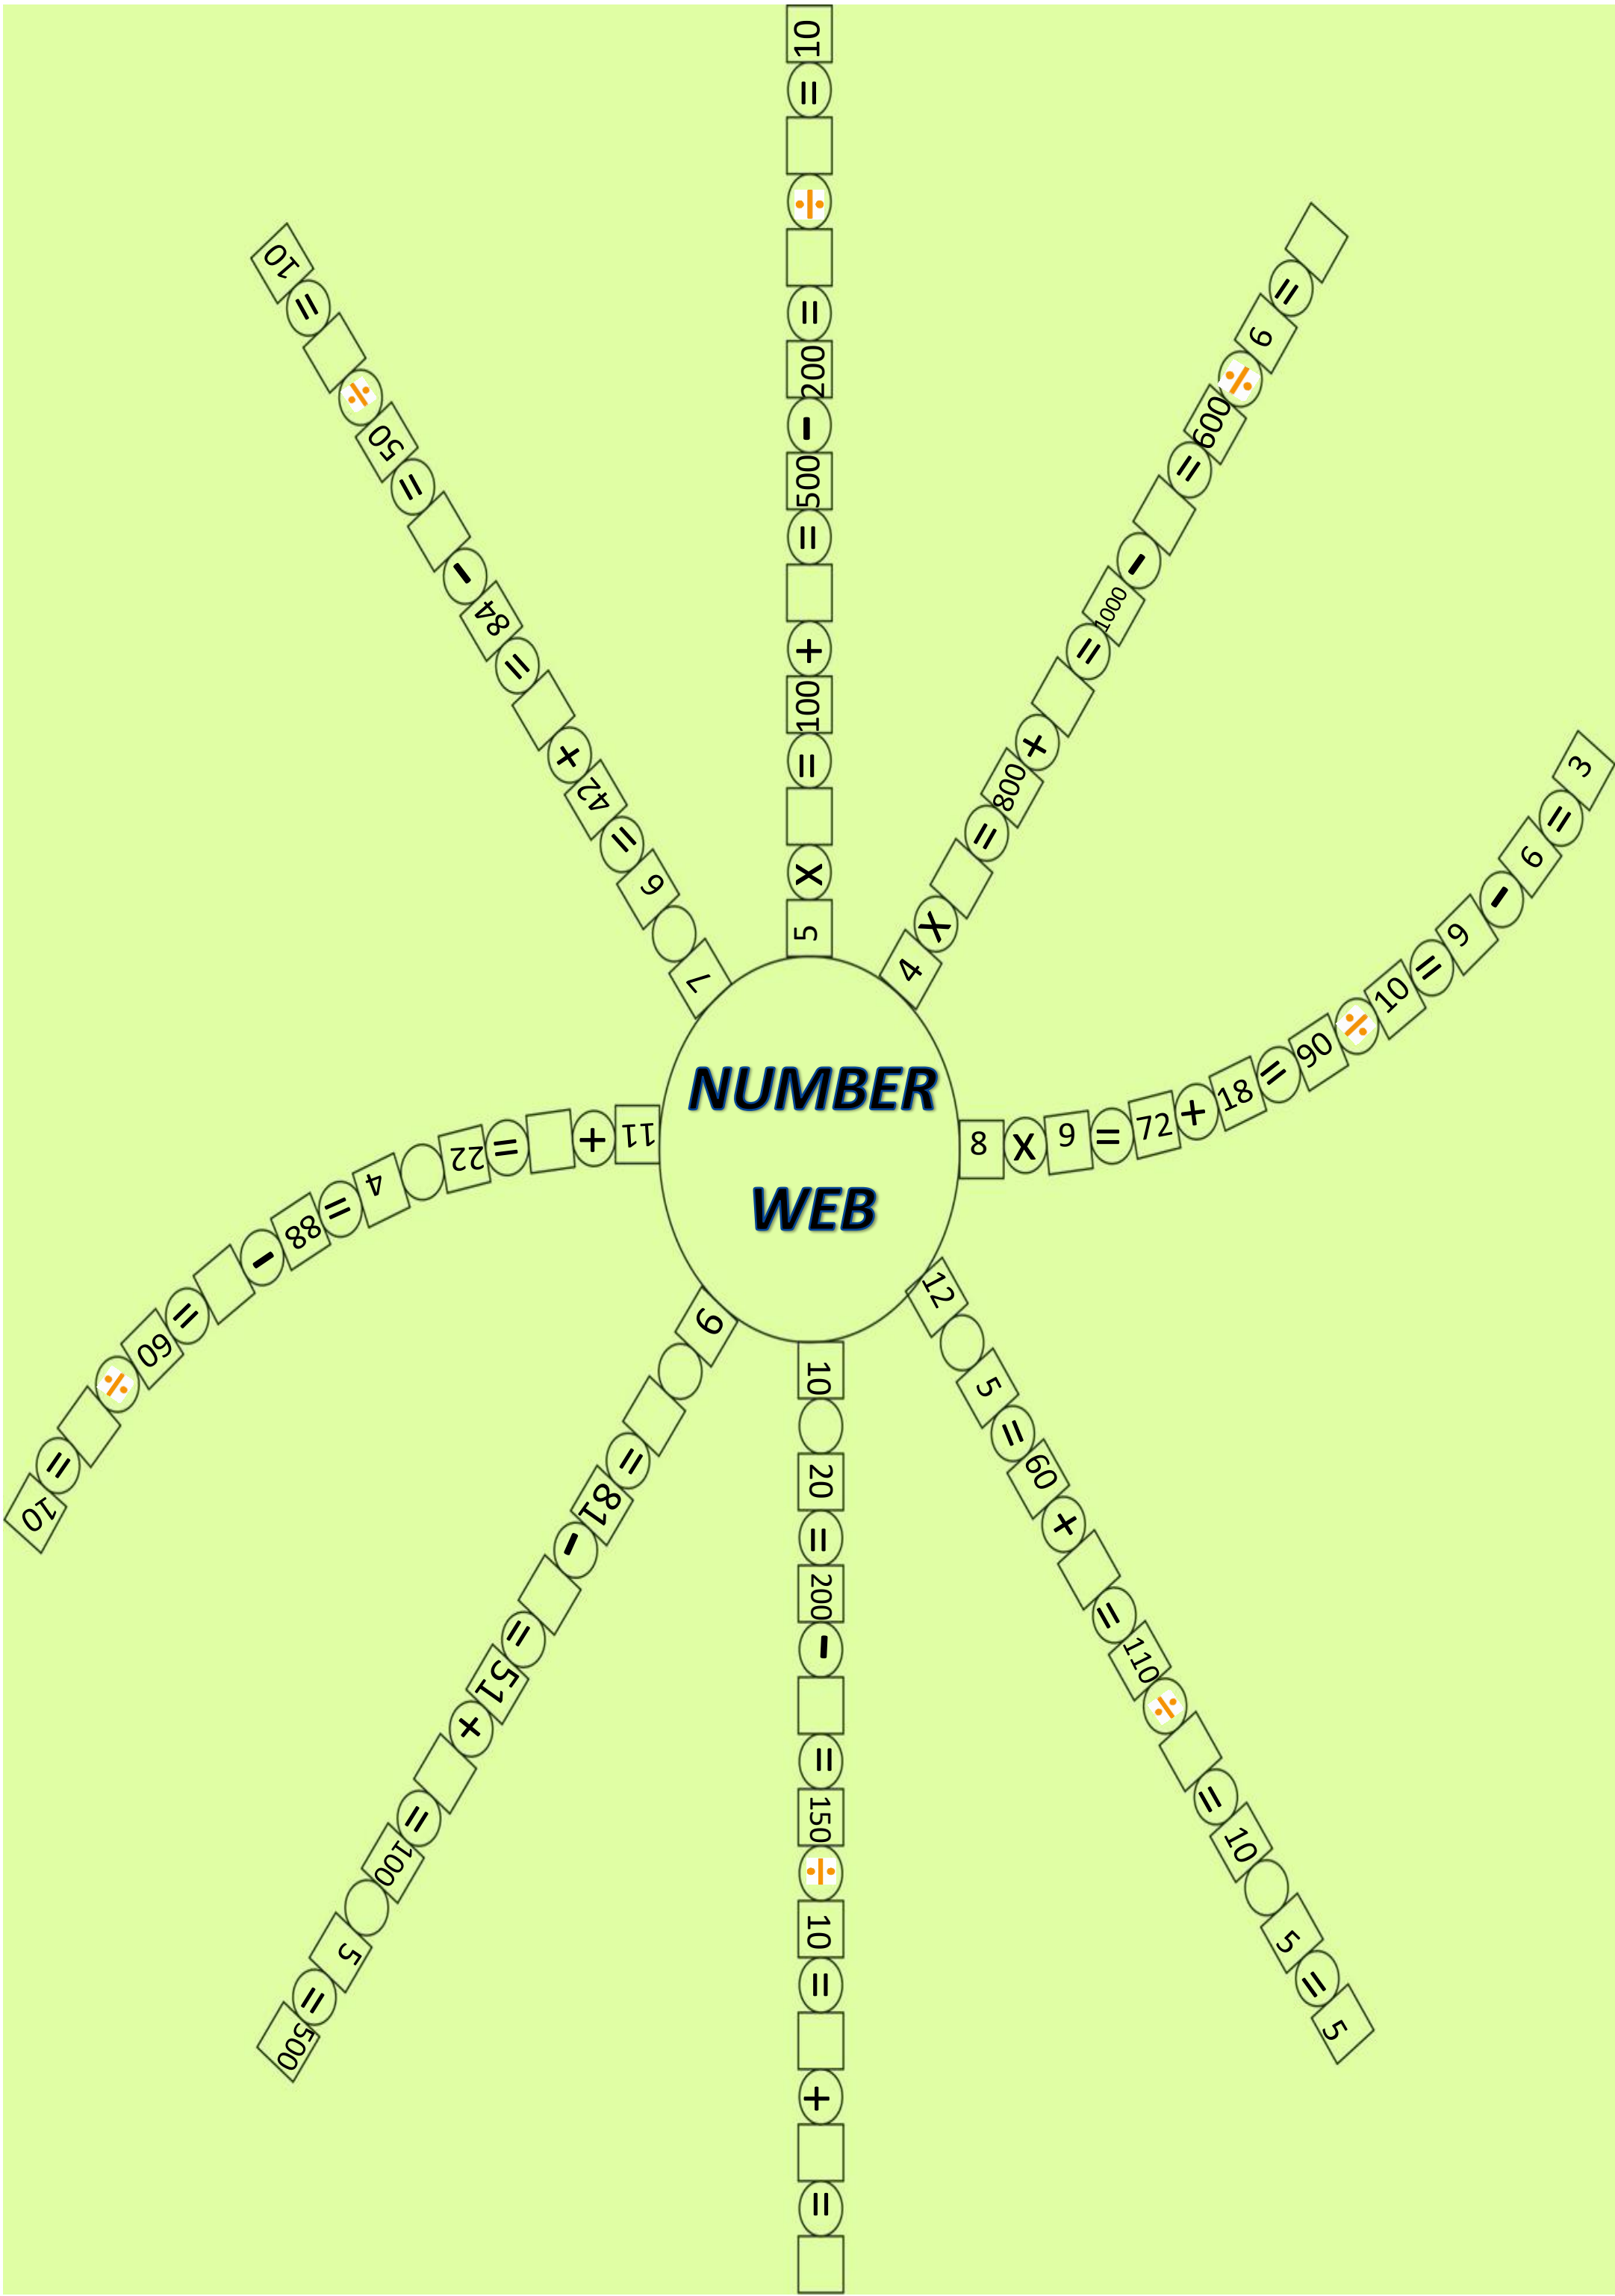 NUMBER
WEB
8 X 9 = 72 + 18 = 90 ÷ 10 = 9 - 6 = 3
12 5 = 60 + = 110 ÷ = 10 5 = 5
10 20 = 200 - = 150 ÷ 10 = + =
9 = 81 - = 51 + = 100 5 = 500
11 + = 22 4 = 88 - = 60 ÷ = 10
7 6 = 42 + = 84 - = 50 ÷ = 10
5 X = 100 + = 500 - 200 = ÷ = 10
4 X = 800 + = 1000 - = 600 ÷ 6 =